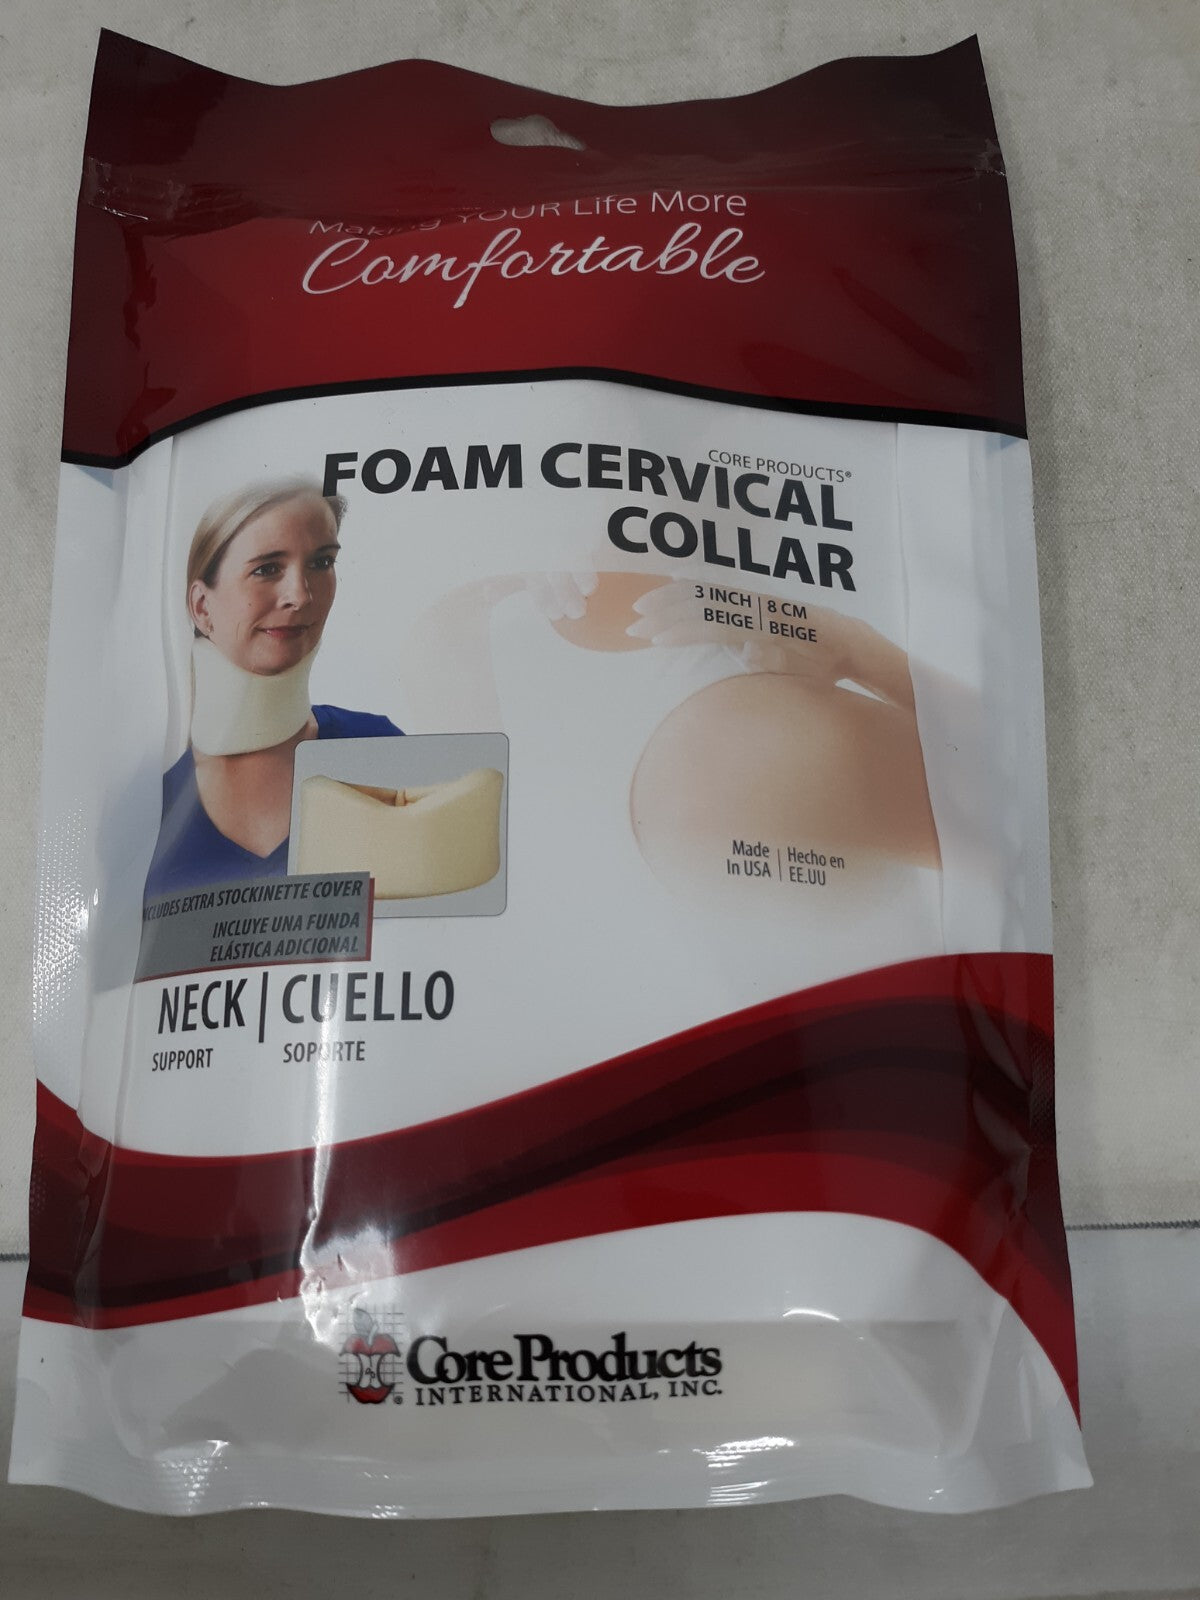 Making YOUR Life More
Comfortable
CORE PRODUCTS®
FOAM CERVICAL
COLLAR
3 INCH | 8 CM
BEIGE | BEIGE
Made | Hecho en
In USA | EE.UU
INCLUDES EXTRA STOCKINETTE COVER
INCLUYE UNA FUNDA
ELÁSTICA ADICIONAL
NECK | CUELLO
SUPPORT SOPORTE
Core Products
INTERNATIONAL, INC.
®